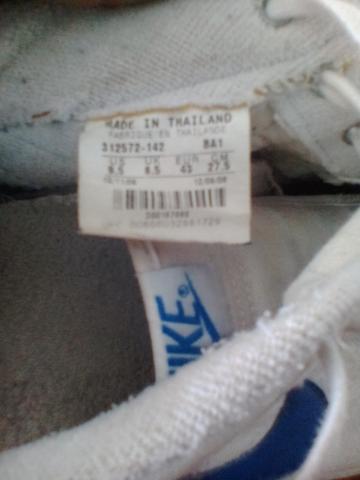 MADE IN THAILAND
FABRIQUE EN THAILANDE
312572-142 BA1
US UK EUR CM
9.5 8.5 43 27.5
12/09/08
NIKE